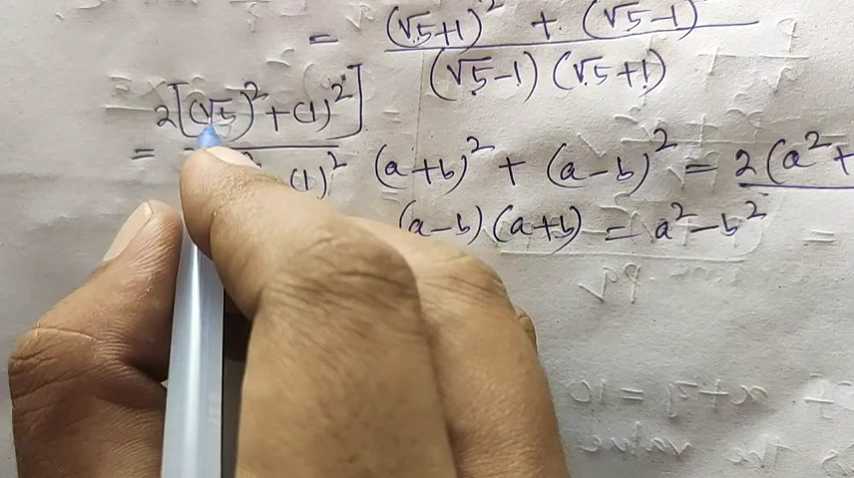 = (√5+1)² + (√5-1)
(√5-1) (√5+1)
2[(√5)² + (1)²]
= (1)²
(a+b)² + (a-b)² = 2(a²+
(a-b) (a+b) = a² - b²